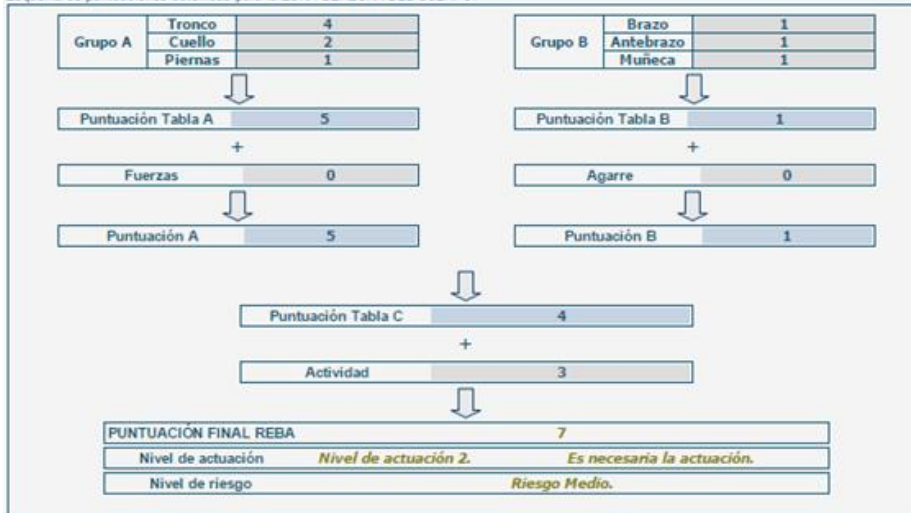 Grupo A
Tronco 4
Cuello 2
Piernas 1
Grupo B
Brazo 1
Antebrazo 1
Muñeca 1
Puntuación Tabla A 5
Puntuación Tabla B 1
+
+
Fuerzas 0
Agarre 0
Puntuación A 5
Puntuación B 1
Puntuación Tabla C 4
+
Actividad 3
PUNTUACIÓN FINAL REBA 7
Nivel de actuación Nivel de actuación 2. Es necesaria la actuación.
Nivel de riesgo Riesgo Medio.